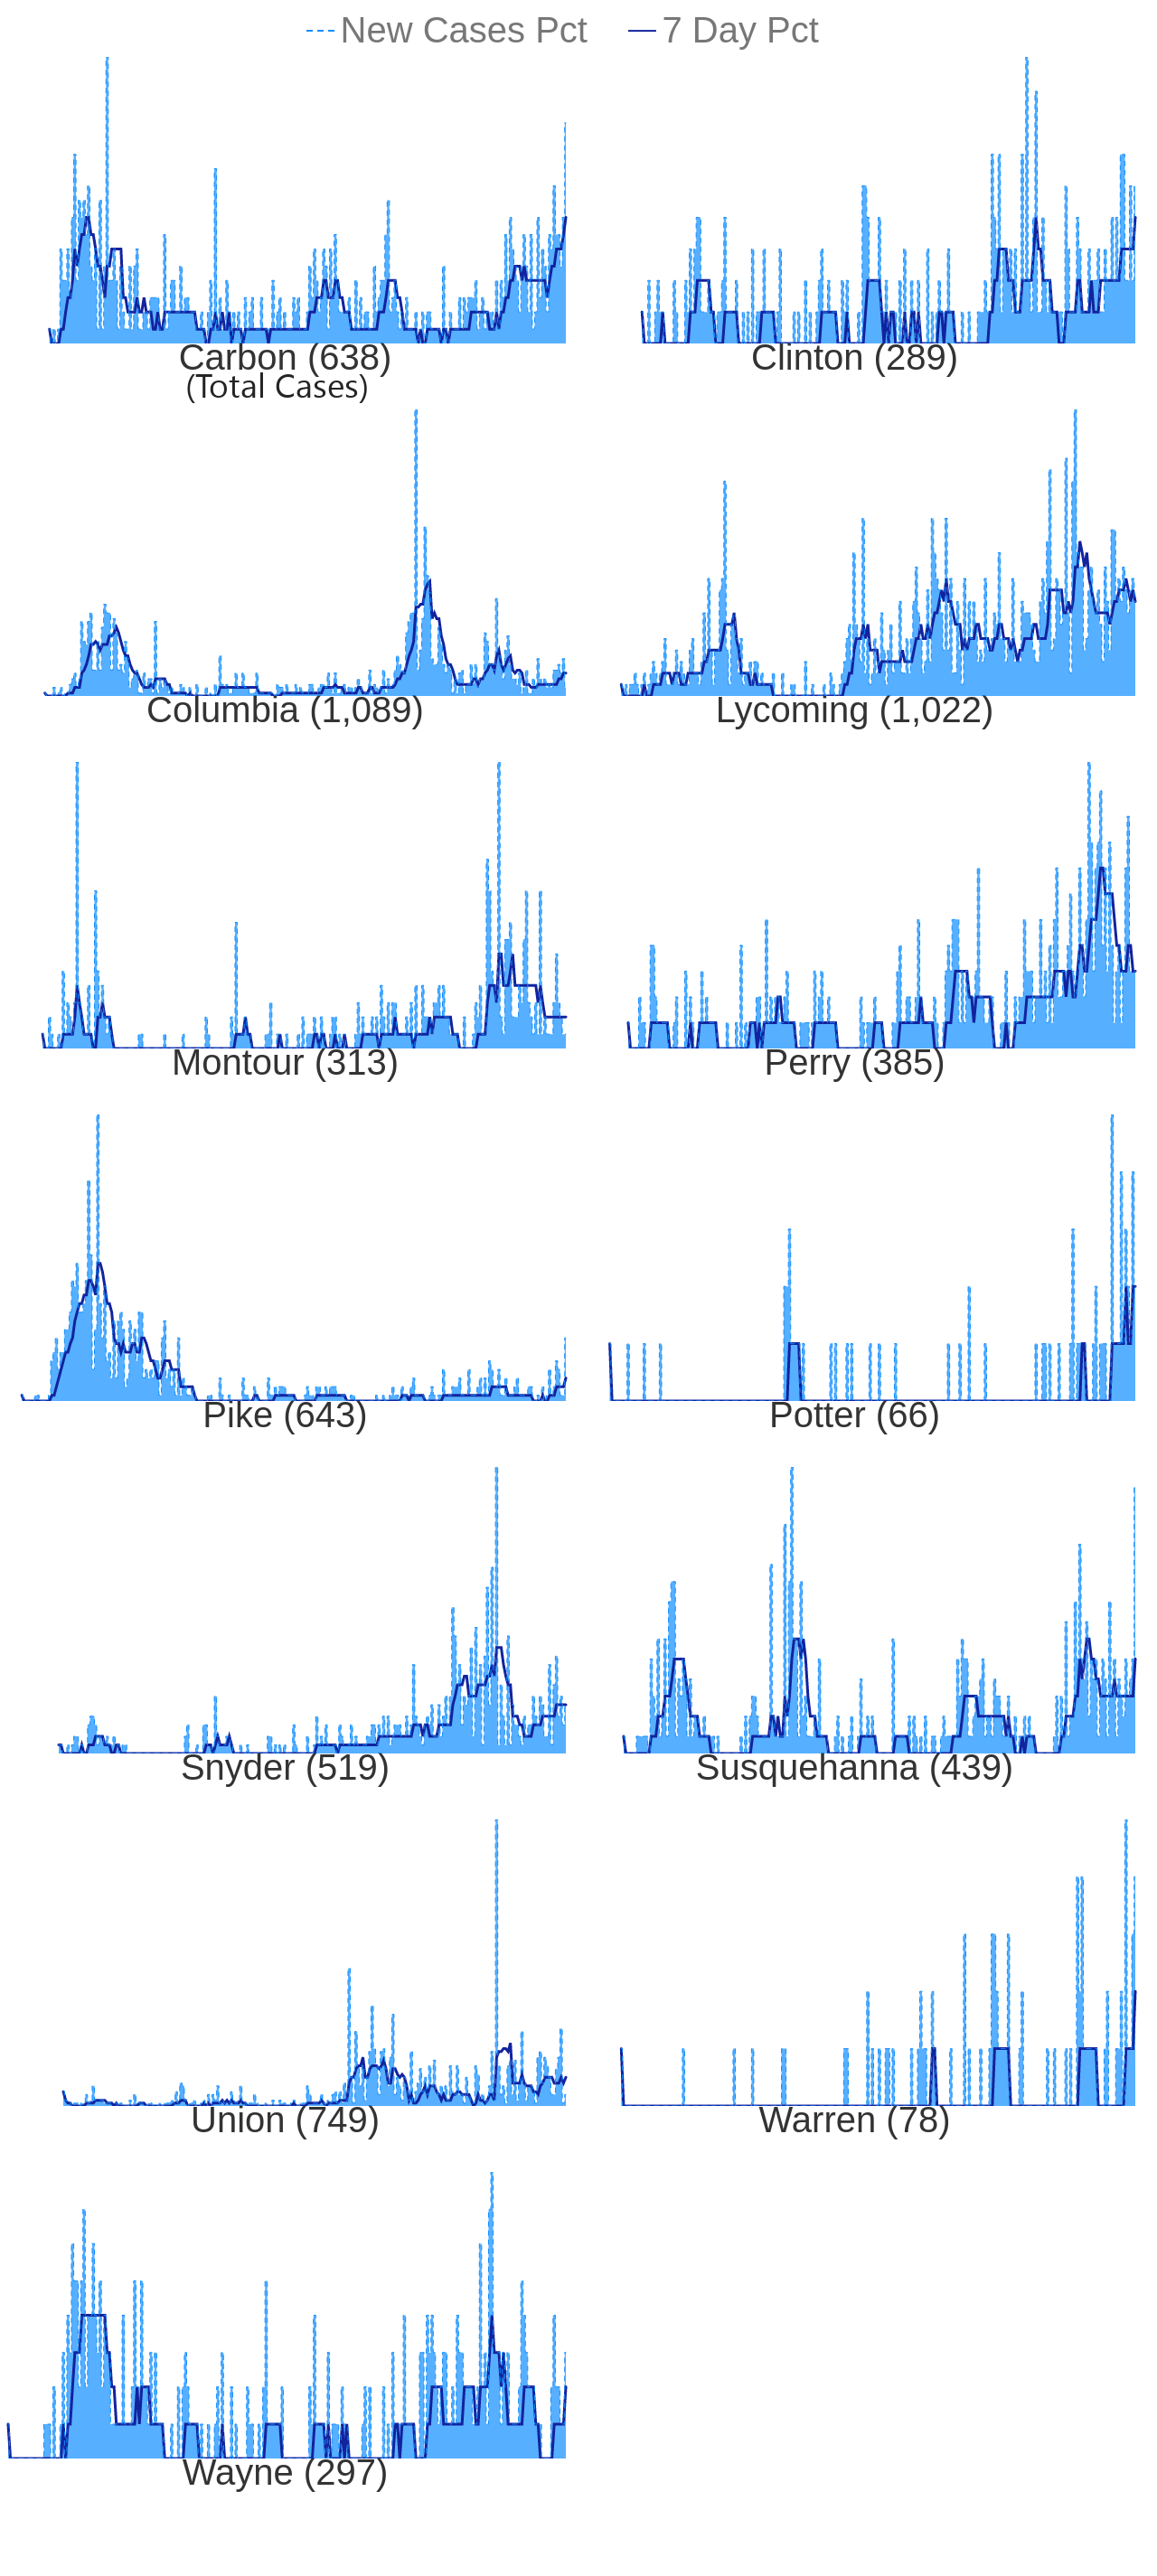 New Cases Pct 7 Day Pct
Carbon (638) Clinton (289)
(Total Cases)
Columbia (1,089) Lycoming (1,022)
Montour (313) Perry (385)
Pike (643) Potter (66)
Snyder (519) Susquehanna (439)
Union (749) Warren (78)
Wayne (297)